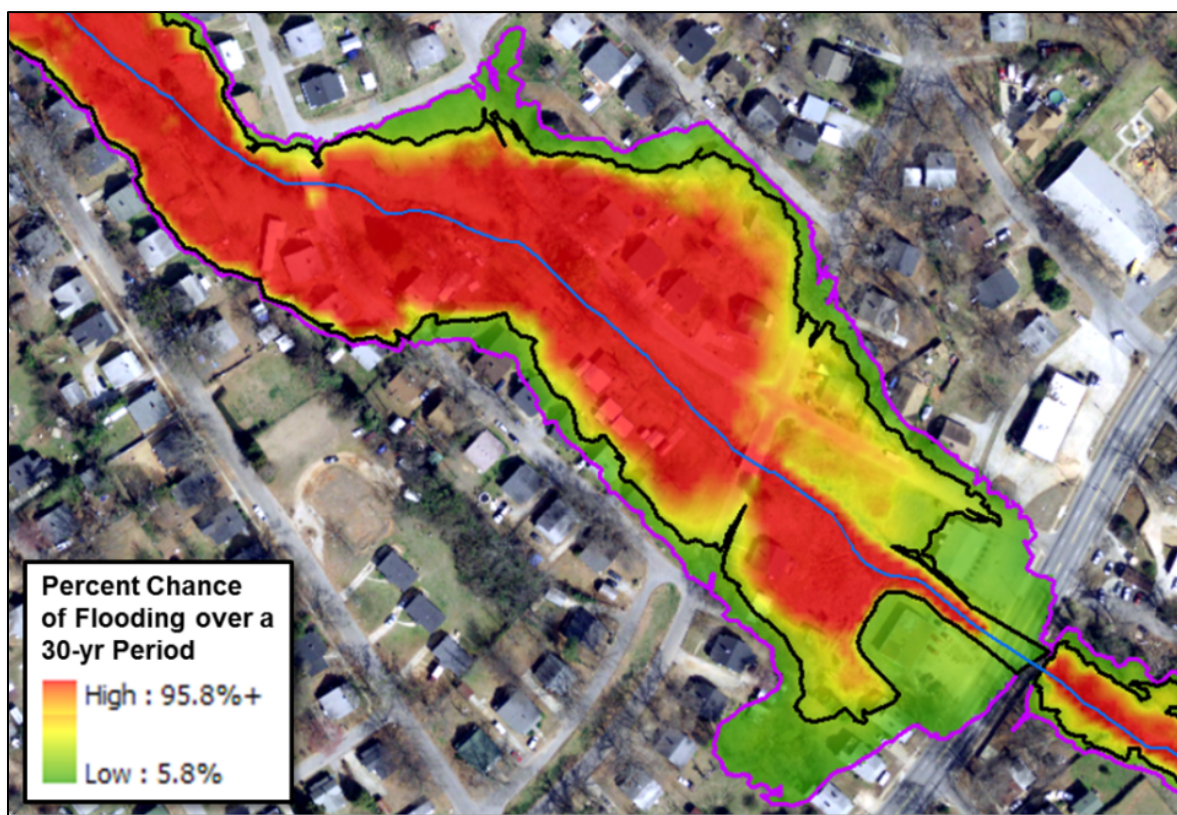 Percent Chance
of Flooding over a
30-yr Period
High : 95.8%+
Low : 5.8%